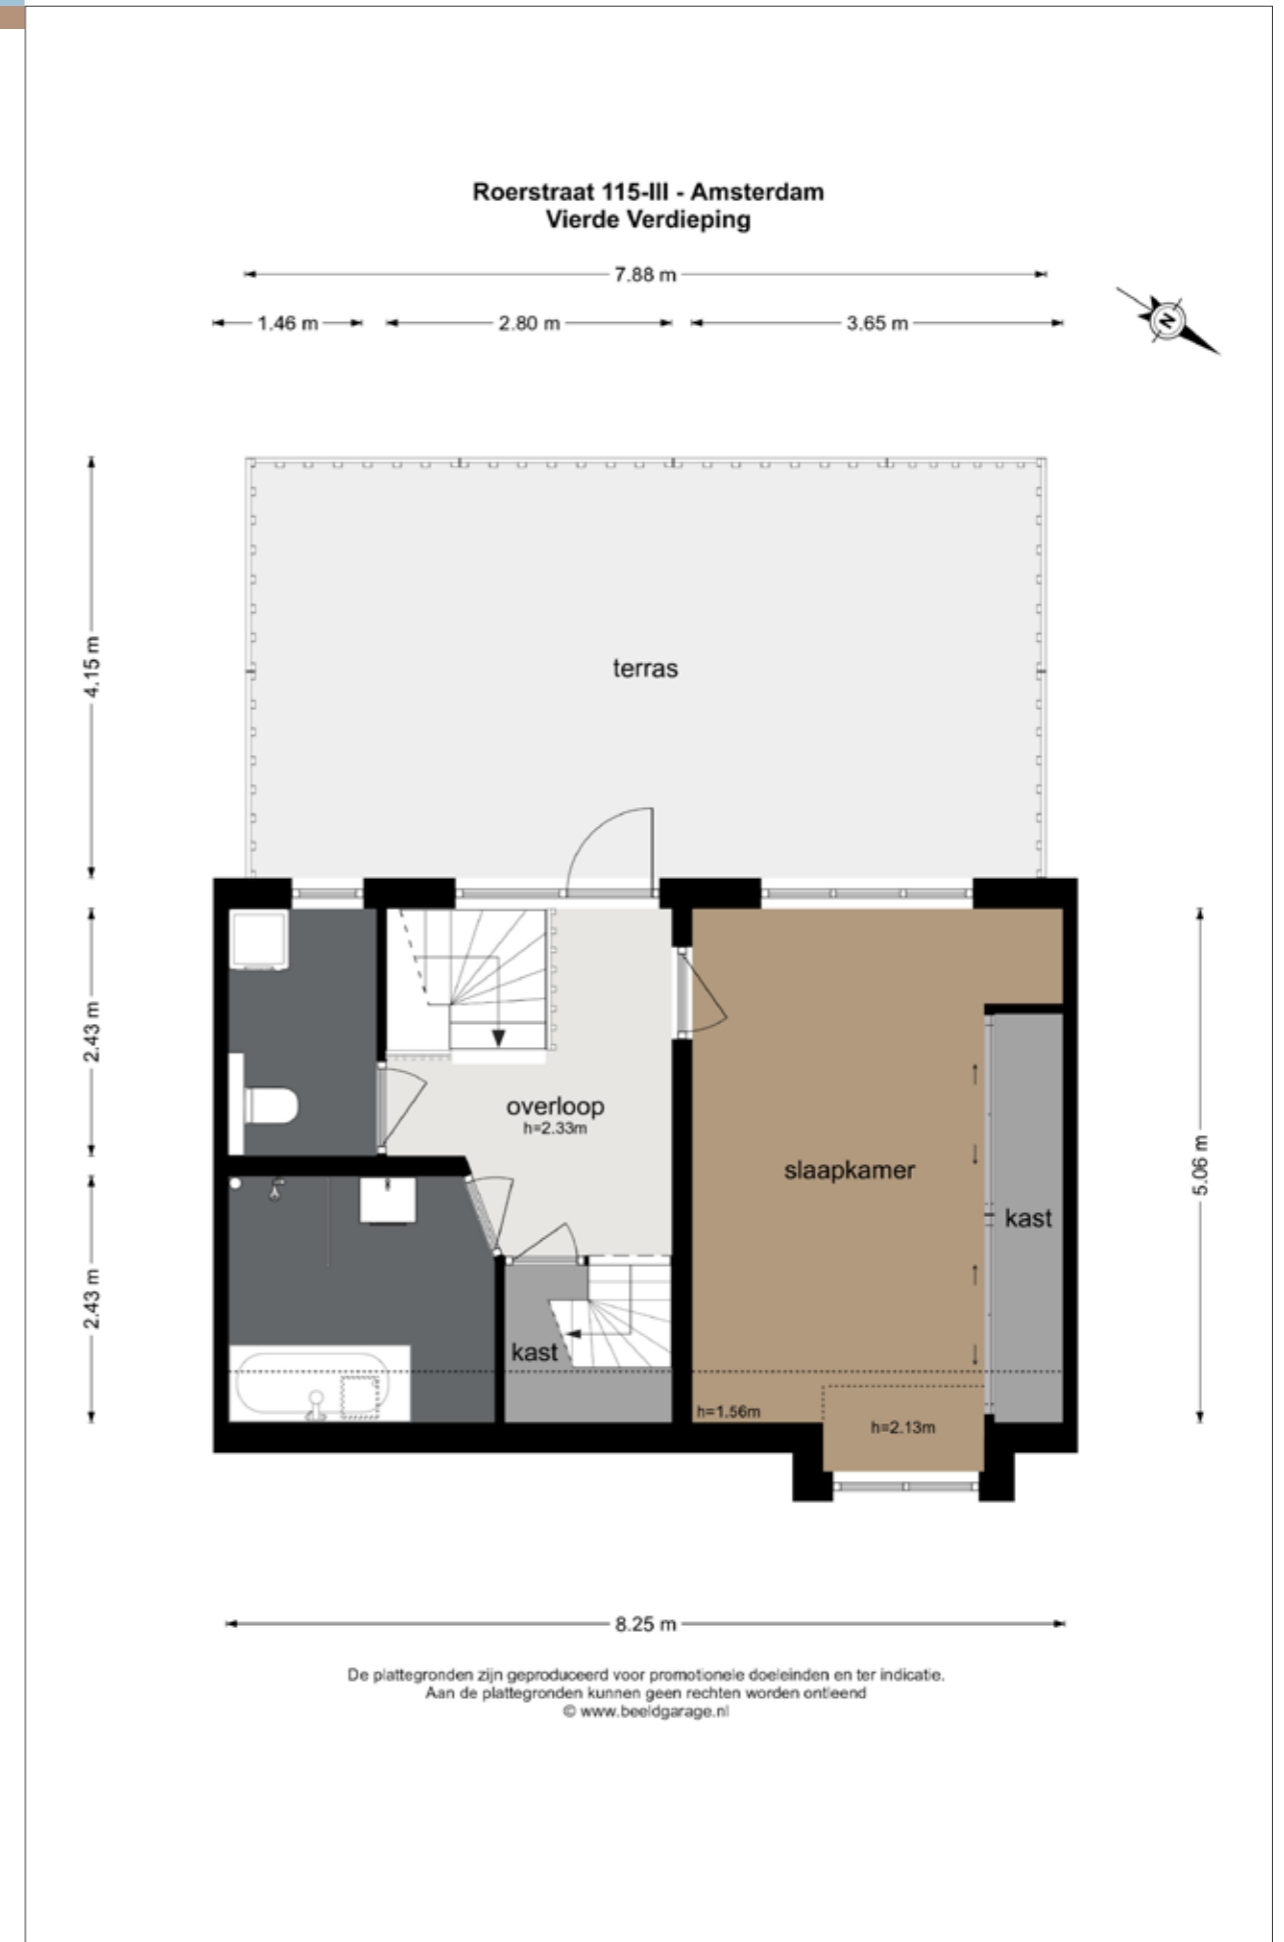 Roerstraat 115-III - Amsterdam
Vierde Verdieping
7.88 m
1.46 m
2.80 m
3.65 m
N
4.15 m
terras
2.43 m
overloop
h=2.33m
slaapkamer
5.06 m
kast
2.43 m
kast
h=1.56m
h=2.13m
8.25 m
De plattegronden zijn geproduceerd voor promotionele doeleinden en ter indicatie.
Aan de plattegronden kunnen geen rechten worden ontleend
© www.beeldgarage.nl